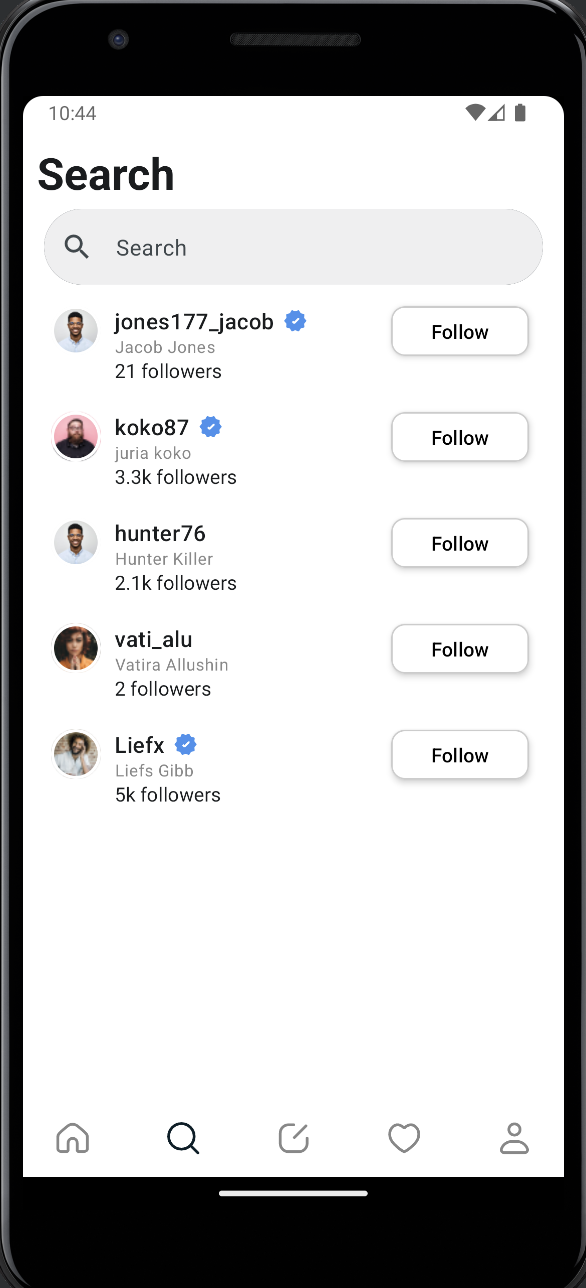 10:44
Search
Search
jones177_jacob
Jacob Jones
21 followers
Follow
koko87
juria koko
3.3k followers
Follow
hunter76
Hunter Killer
2.1k followers
Follow
vati_alu
Vatira Allushin
2 followers
Follow
Liefx
Liefs Gibb
5k followers
Follow